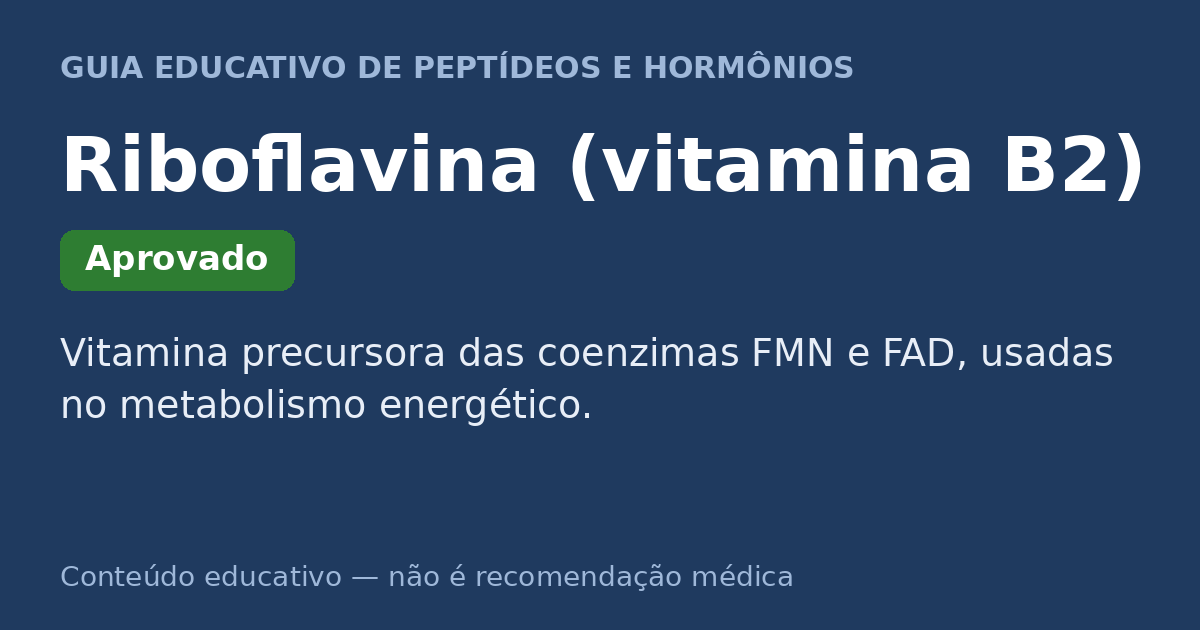 GUIA EDUCATIVO DE PEPTÍDEOS E HORMÔNIOS
Riboflavina (vitamina B2)
Aprovado
Vitamina precursora das coenzimas FMN e FAD, usadas
no metabolismo energético.
Conteúdo educativo — não é recomendação médica